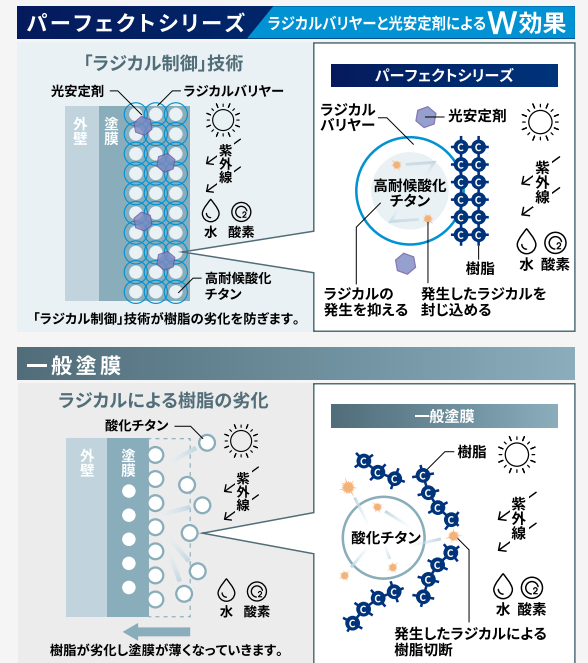 パーフェクトシリーズ ラジカルバリヤーと光安定剤によるW効果
「ラジカル制御」技術
光安定剤
ラジカルバリヤー
外壁
塗膜
紫外線
水 酸素
高耐候酸化
チタン
「ラジカル制御」技術が樹脂の劣化を防ぎます。
パーフェクトシリーズ
ラジカル
バリヤー
光安定剤
高耐候酸化
チタン
C C
C C
C C
C C
C C
C C
樹脂
紫外線
水 酸素
ラジカルの
発生を抑える
発生したラジカルを
封じ込める
一般塗膜
ラジカルによる樹脂の劣化
酸化チタン
外壁
塗膜
紫外線
水 酸素
樹脂が劣化し塗膜が薄くなっていきます。
一般塗膜
樹脂
C C C
C C C C
酸化チタン
C C C C
C C C C
紫外線
水 酸素
発生したラジカルによる
樹脂切断